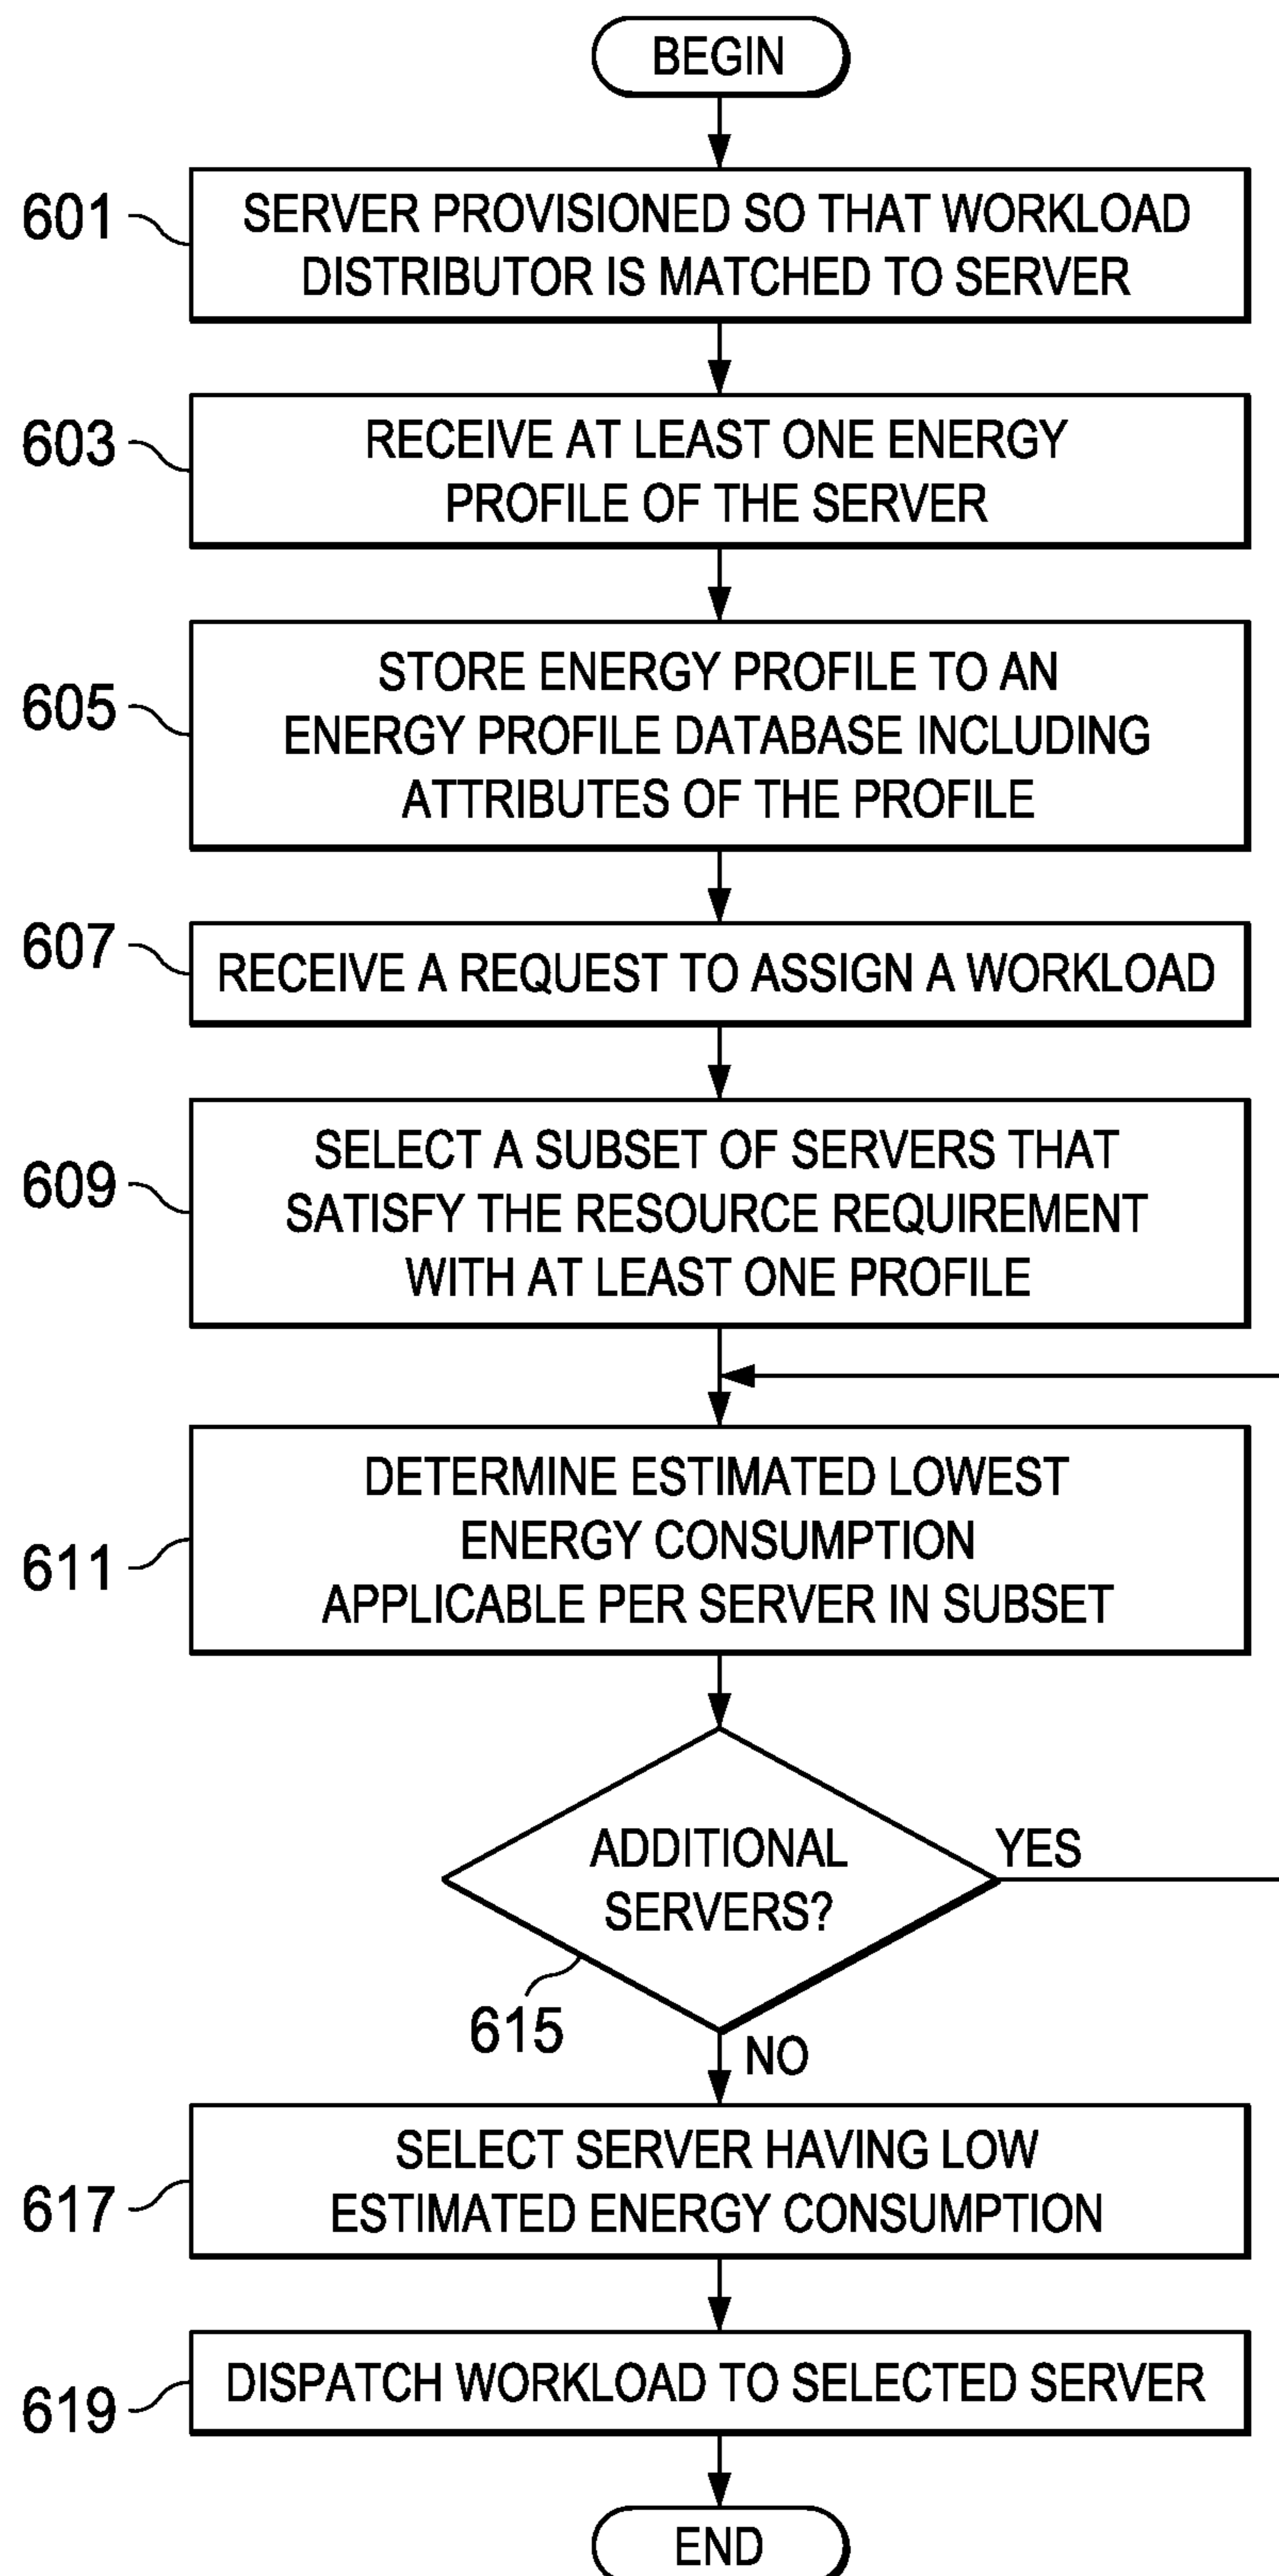 BEGIN
601
SERVER PROVISIONED SO THAT WORKLOAD
DISTRIBUTOR IS MATCHED TO SERVER
603
RECEIVE AT LEAST ONE ENERGY
PROFILE OF THE SERVER
605
STORE ENERGY PROFILE TO AN
ENERGY PROFILE DATABASE INCLUDING
ATTRIBUTES OF THE PROFILE
607
RECEIVE A REQUEST TO ASSIGN A WORKLOAD
609
SELECT A SUBSET OF SERVERS THAT
SATISFY THE RESOURCE REQUIREMENT
WITH AT LEAST ONE PROFILE
611
DETERMINE ESTIMATED LOWEST
ENERGY CONSUMPTION
APPLICABLE PER SERVER IN SUBSET
ADDITIONAL
SERVERS?
YES
615
NO
617
SELECT SERVER HAVING LOW
ESTIMATED ENERGY CONSUMPTION
619
DISPATCH WORKLOAD TO SELECTED SERVER
END